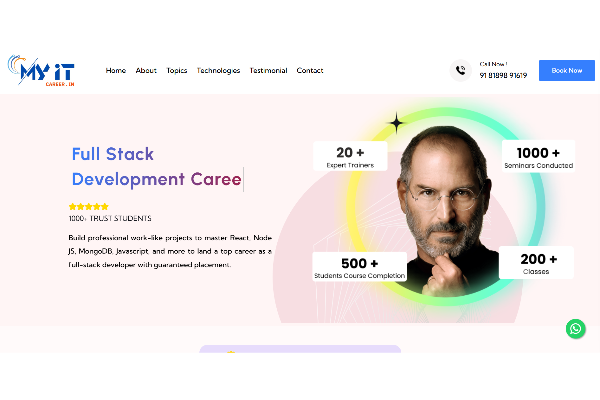 MY iT
CAREER.IN
Home About Topics Technologies Testimonial Contact
Call Now !
91 81898 91619
Book Now
Full Stack
Development Caree
1000+ TRUST STUDENTS
Build professional work-like projects to master React, Node
JS, MongoDB, Javascript, and more to land a top career as a
full-stack developer with guaranteed placement.
20 +
Expert Trainers
1000 +
Seminars Conducted
500 +
Students Course Completion
200 +
Classes